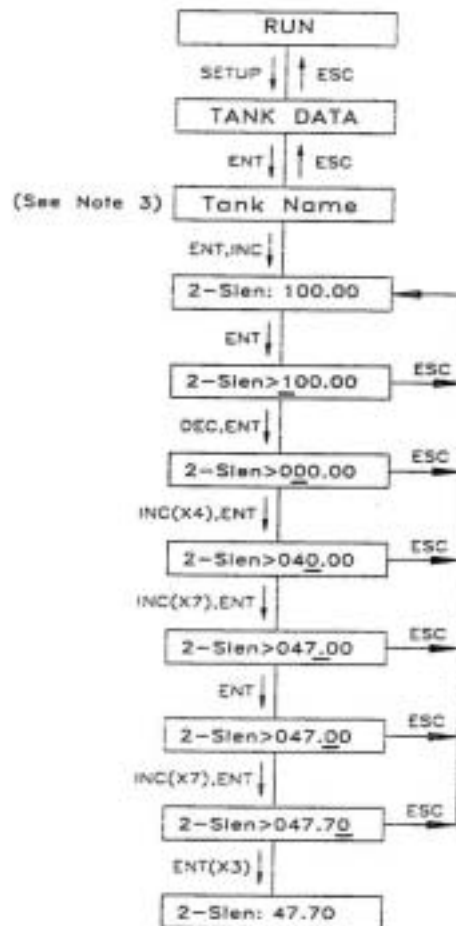 RUN
SETUP ESC
TANK DATA
ENT ESC
(See Note 3) Tank Name
ENT,INC
2-Slen: 100.00
ENT
2-Slen>100.00 ESC
DEC,ENT
2-Slen>000.00 ESC
INC(X4),ENT
2-Slen>040.00 ESC
INC(X7),ENT
2-Slen>047.00 ESC
ENT
2-Slen>047.00 ESC
INC(X7),ENT
2-Slen>047.70 ESC
ENT(X3)
2-Slen: 47.70